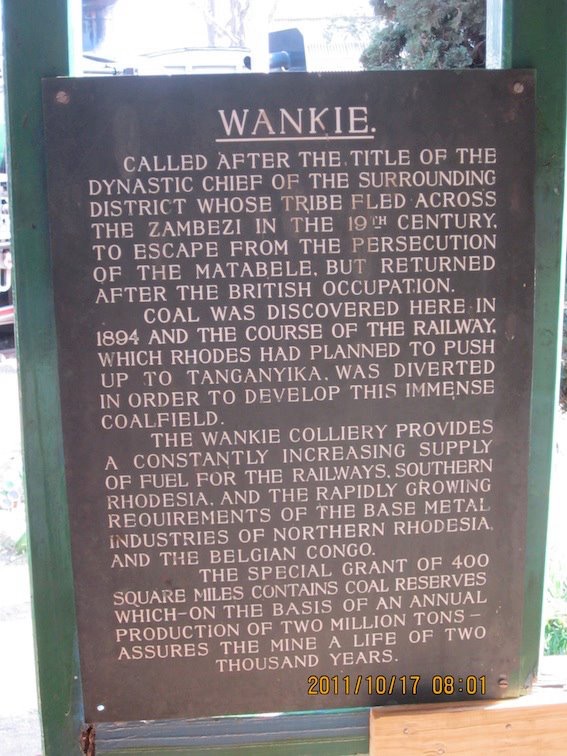 WANKIE.
CALLED AFTER THE TITLE OF THE
DYNASTIC CHIEF OF THE SURROUNDING
DISTRICT WHOSE TRIBE FLED ACROSS
THE ZAMBEZI IN THE 19TH CENTURY,
TO ESCAPE FROM THE PERSECUTION
OF THE MATABELE, BUT RETURNED
AFTER THE BRITISH OCCUPATION.
COAL WAS DISCOVERED HERE IN
1894 AND THE COURSE OF THE RAILWAY,
WHICH RHODES HAD PLANNED TO PUSH
UP TO TANGANYIKA, WAS DIVERTED
IN ORDER TO DEVELOP THIS IMMENSE
COALFIELD.
THE WANKIE COLLIERY PROVIDES
A CONSTANTLY INCREASING SUPPLY
OF FUEL FOR THE RAILWAYS, SOUTHERN
RHODESIA, AND THE RAPIDLY GROWING
REQUIREMENTS OF THE BASE METAL
INDUSTRIES OF NORTHERN RHODESIA,
AND THE BELGIAN CONGO.
THE SPECIAL GRANT OF 400
SQUARE MILES CONTAINS COAL RESERVES
WHICH—ON THE BASIS OF AN ANNUAL
PRODUCTION OF TWO MILLION TONS—
ASSURES THE MINE A LIFE OF TWO
THOUSAND YEARS.
2011/10/17 08:01